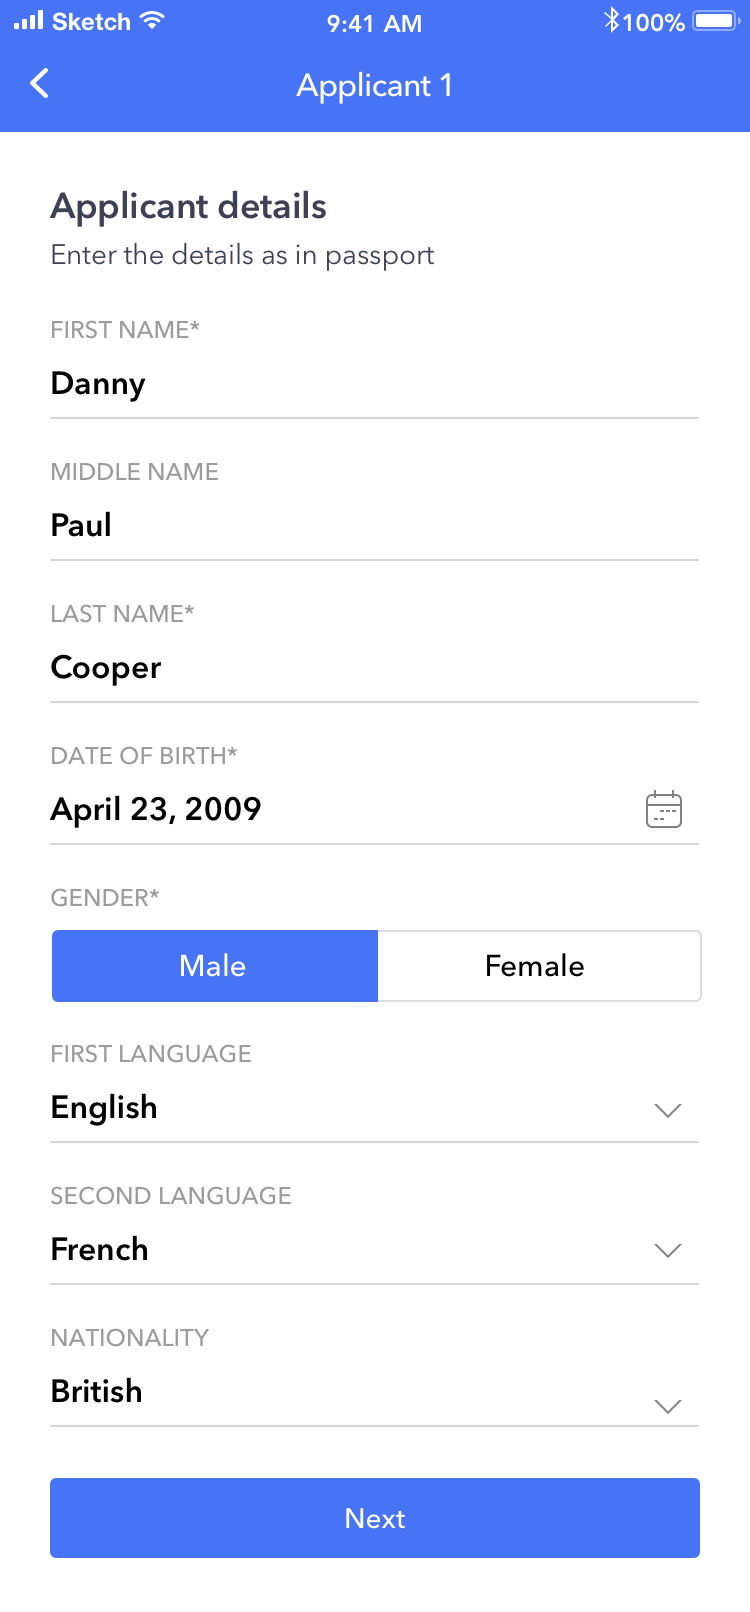 Sketch 9:41 AM 100%
Applicant 1
Applicant details
Enter the details as in passport
FIRST NAME*
Danny
MIDDLE NAME
Paul
LAST NAME*
Cooper
DATE OF BIRTH*
April 23, 2009
GENDER*
Male Female
FIRST LANGUAGE
English
SECOND LANGUAGE
French
NATIONALITY
British
Next